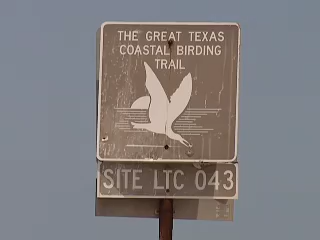 THE GREAT TEXAS
COASTAL BIRDING
TRAIL
SITE LTC 043